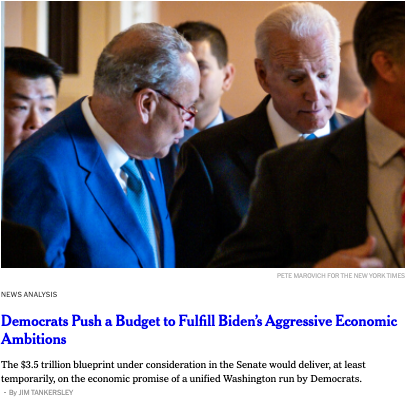 PETE MAROVICH FOR THE NEW YORK TIMES
NEWS ANALYSIS
Democrats Push a Budget to Fulfill Biden's Aggressive Economic
Ambitions
The $3.5 trillion blueprint under consideration in the Senate would deliver, at least
temporarily, on the economic promise of a unified Washington run by Democrats.
- By JIM TANKERSLEY